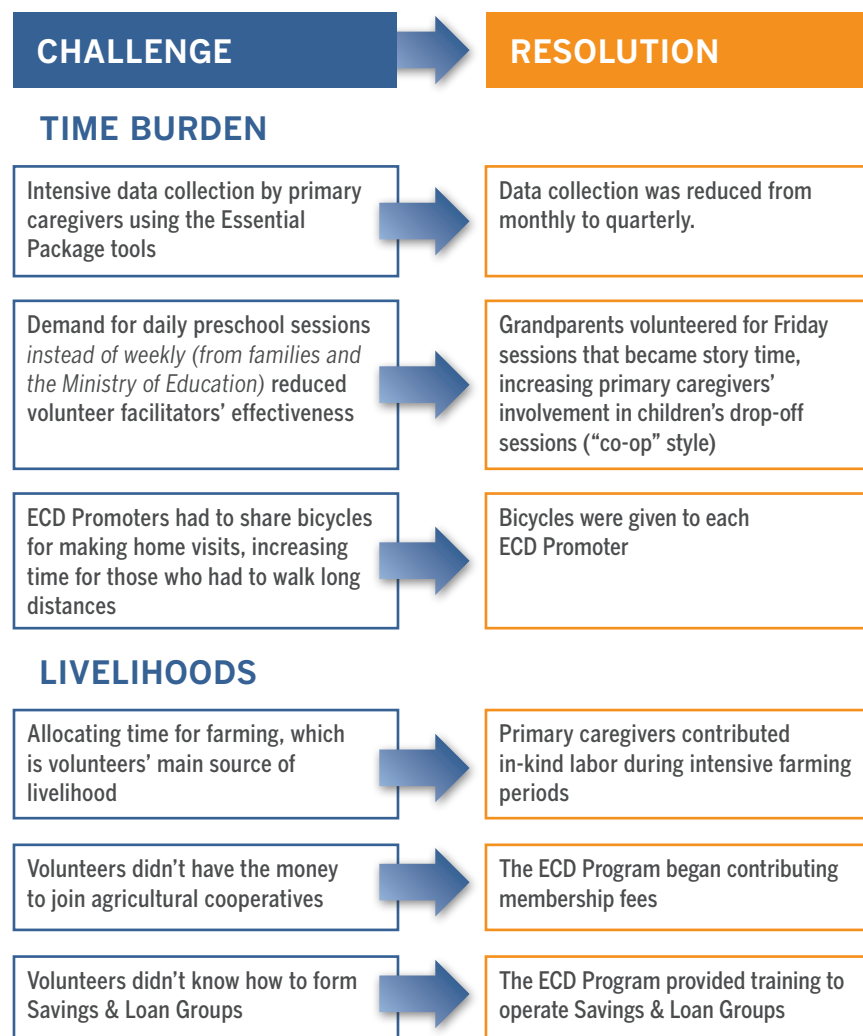 CHALLENGE
RESOLUTION
TIME BURDEN
Intensive data collection by primary
caregivers using the Essential
Package tools
Data collection was reduced from
monthly to quarterly.
Demand for daily preschool sessions
instead of weekly (from families and
the Ministry of Education) reduced
volunteer facilitators’ effectiveness
Grandparents volunteered for Friday
sessions that became story time,
increasing primary caregivers’
involvement in children’s drop-off
sessions (“co-op” style)
ECD Promoters had to share bicycles
for making home visits, increasing
time for those who had to walk long
distances
Bicycles were given to each
ECD Promoter
LIVELIHOODS
Allocating time for farming, which
is volunteers’ main source of
livelihood
Primary caregivers contributed
in-kind labor during intensive farming
periods
Volunteers didn’t have the money
to join agricultural cooperatives
The ECD Program began contributing
membership fees
Volunteers didn’t know how to form
Savings & Loan Groups
The ECD Program provided training to
operate Savings & Loan Groups